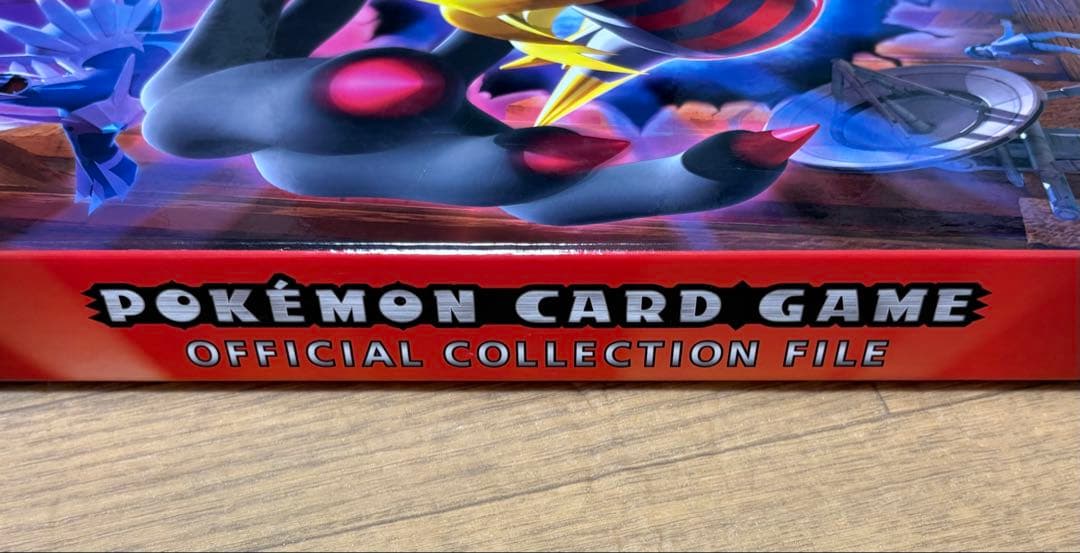 POKÉMON CARD GAME
OFFICIAL COLLECTION FILE